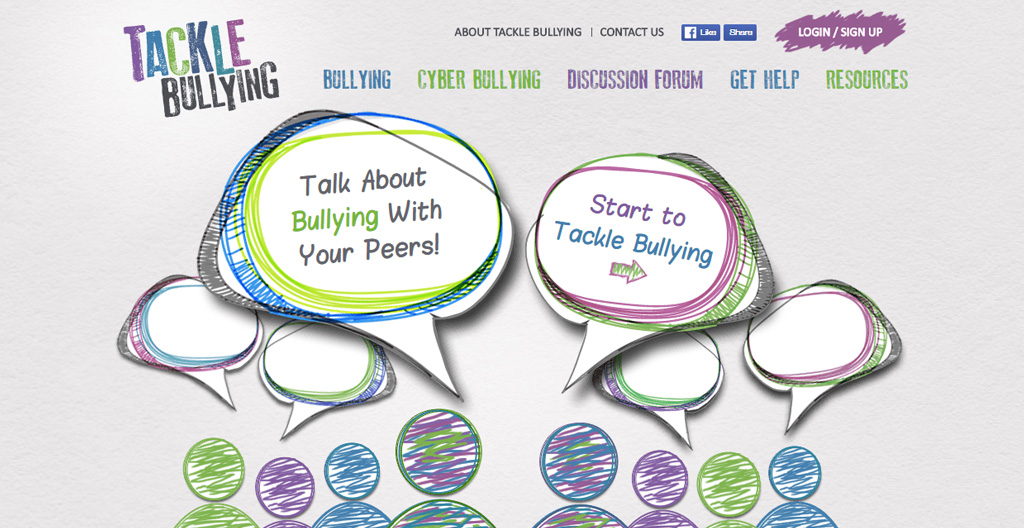 TACKLE
BULLYING
ABOUT TACKLE BULLYING | CONTACT US
Like
Share
LOGIN / SIGN UP
BULLYING
CYBER BULLYING
DISCUSSION FORUM
GET HELP
RESOURCES
Talk About
Bullying With
Your Peers!
Start to
Tackle Bullying